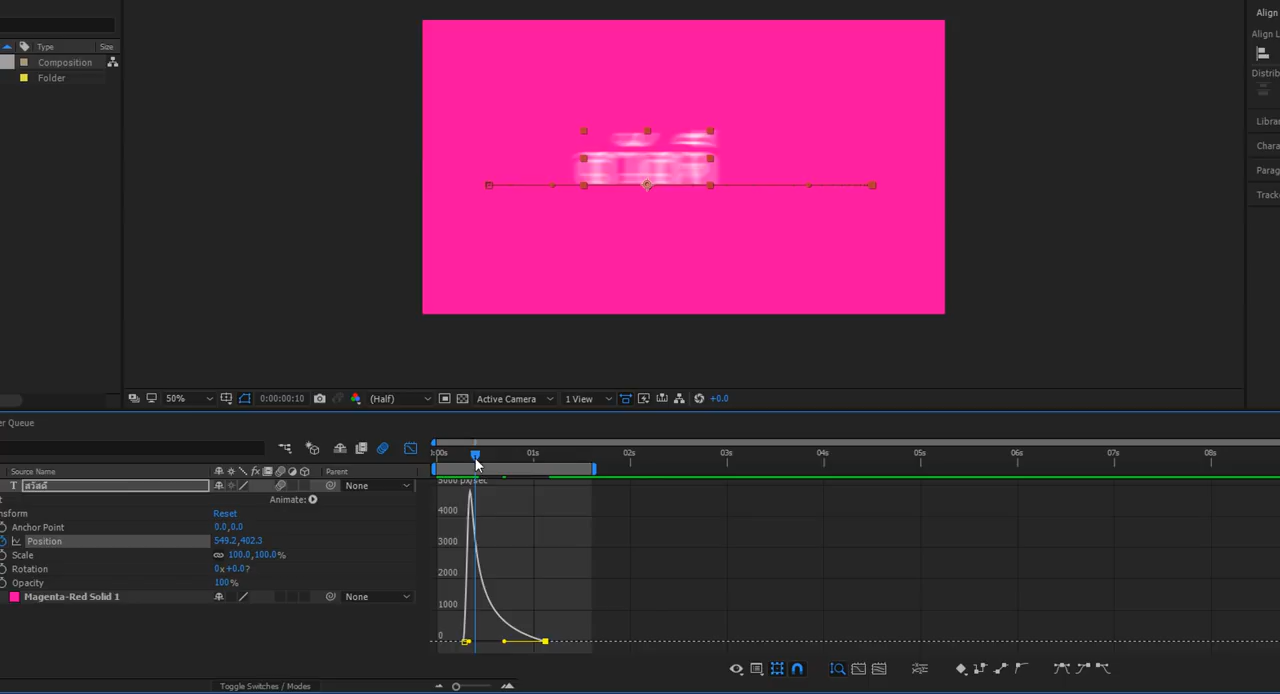 Align
Align L
Type
Size
Composition
Folder
Distrib
Libra
Chara
Parag
Track
50%
0:00:00:10
(Half)
Active Camera
1 View
+0.0
er Queue
Source Name
fx
Parent
0:00s
01s
02s
03s
04s
05s
06s
07s
08s
T
สวัสดี
None
Animate:
nsform
Reset
Anchor Point
0.0,0.0
Position
549.2,402.3
Scale
100.0,100.0%
Rotation
0x+0.0?
Opacity
100%
Magenta-Red Solid 1
None
5000 px/sec
4000
3000
2000
1000
0
Toggle Switches / Modes